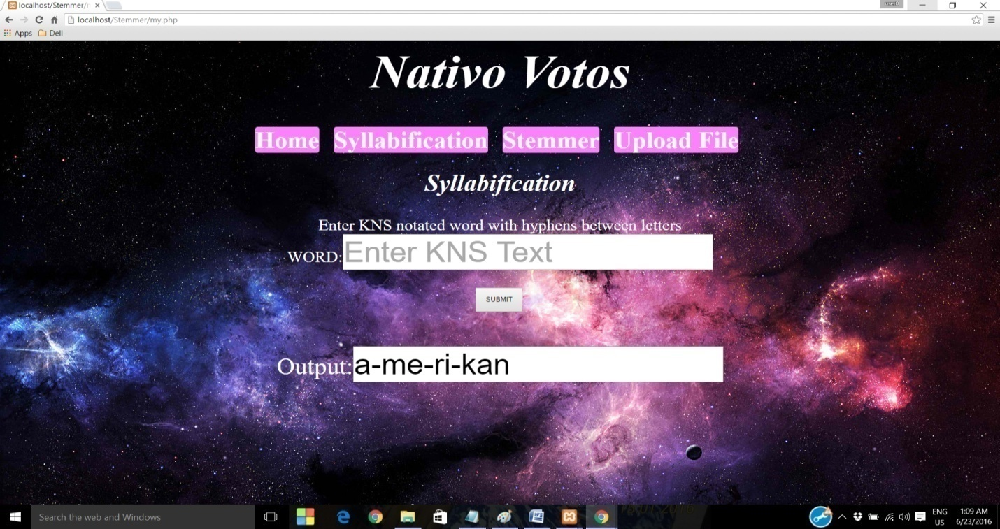 localhost/Stemmer/
user0
localhost/Stemmer/my.php
Apps Dell
Nativo Votos
Home Syllabification Stemmer Upload File
Syllabification
Enter KNS notated word with hyphens between letters
WORD: Enter KNS Text
SUBMIT
Output: a-me-ri-kan
Search the web and Windows
ENG
US
1:09 AM
6/23/2016